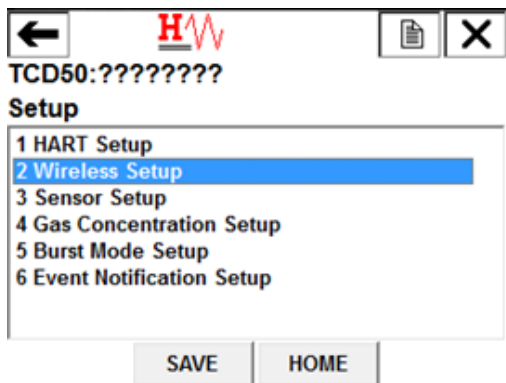 H
TCD50:????????
Setup
1 HART Setup
2 Wireless Setup
3 Sensor Setup
4 Gas Concentration Setup
5 Burst Mode Setup
6 Event Notification Setup
SAVE HOME